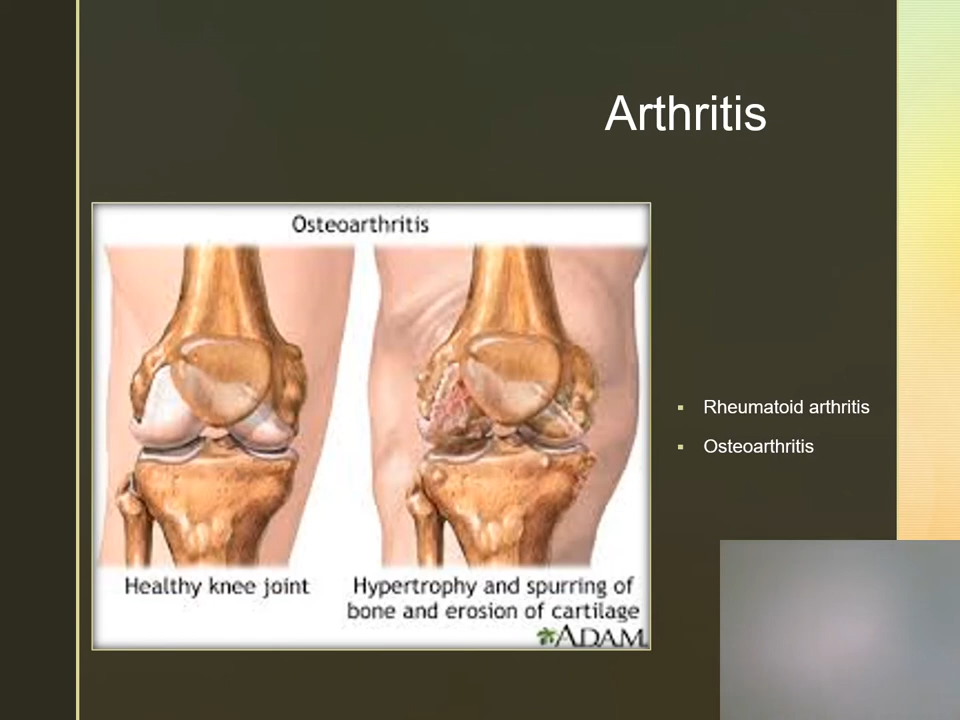 Arthritis
Osteoarthritis
Healthy knee joint
Hypertrophy and spurring of
bone and erosion of cartilage
ADAM
Rheumatoid arthritis
Osteoarthritis